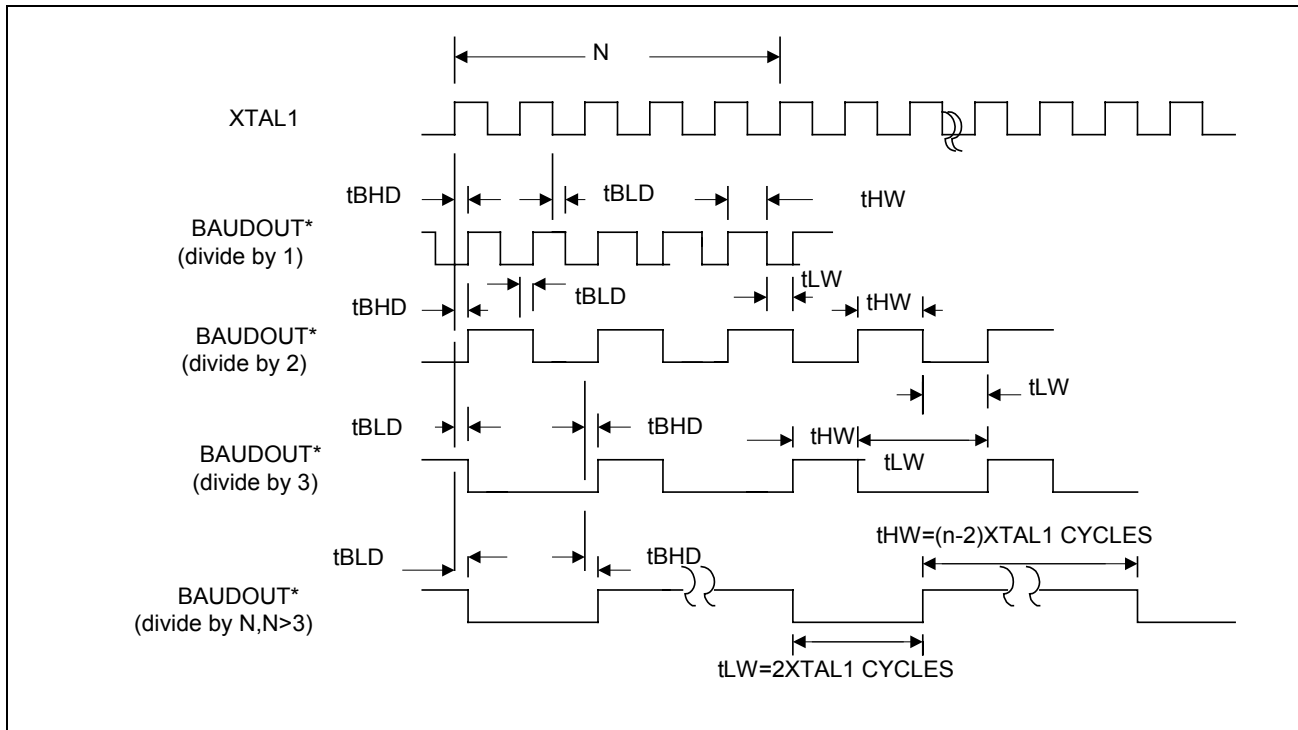 N
XTAL1
tBHD
tBLD
tHW
BAUDOUT*
(divide by 1)
tLW
tBHD
tBLD
tHW
BAUDOUT*
(divide by 2)
tLW
tBLD
tBHD
tHW
BAUDOUT*
(divide by 3)
tLW
tHW=(n-2)XTAL1 CYCLES
tBLD
tBHD
BAUDOUT*
(divide by N,N>3)
tLW=2XTAL1 CYCLES